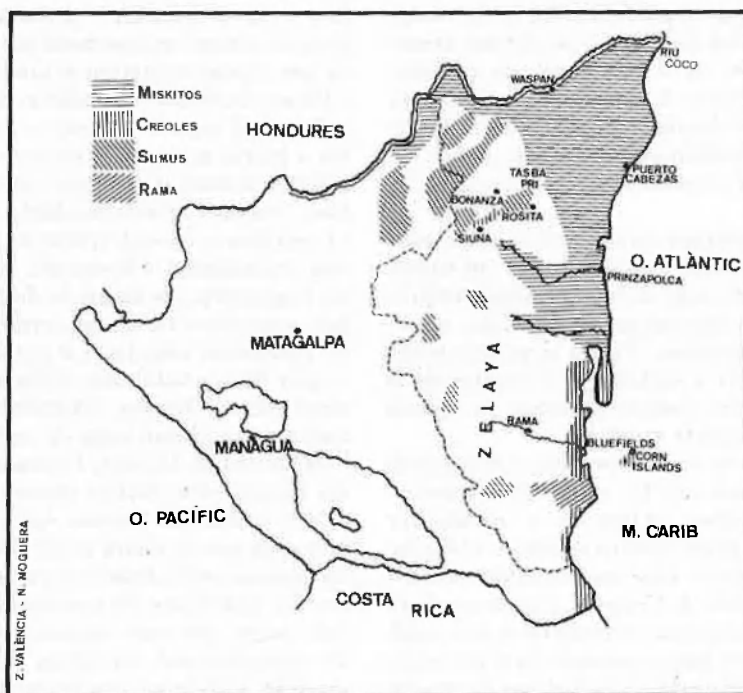 RIU
COCO
WASPAN
MISKITOS
CREOLES
SUMUS
RAMA
HONDURES
TASBA
PRI
BONANZA
ROSITA
SIUNA
PUERTO
CABEZAS
O. ATLÀNTIC
PRINZAPOLCA
MATAGALPA
ZELAYA
RAMA
BLUEFIELDS
CORN
ISLANDS
MANAGUA
O. PACÍFIC
M. CARIB
COSTA RICA
Z. VALENCIA - N. NOGUERA